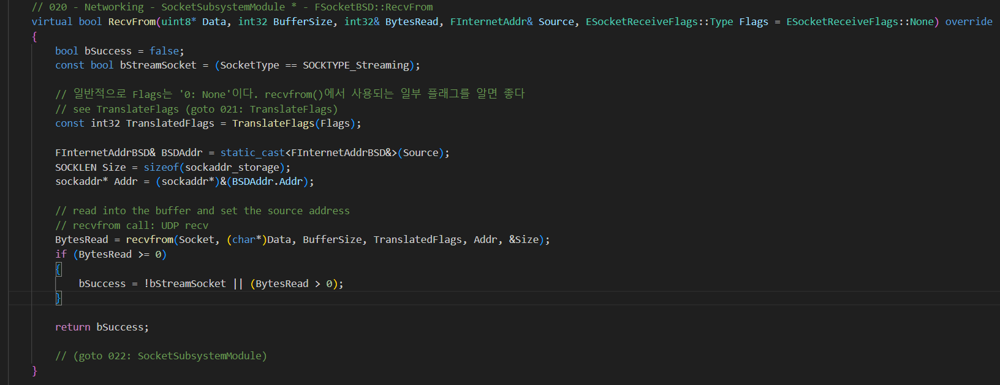 // 020 - Networking - SocketSubsystemModule * - FSocketBSD::RecvFrom
virtual bool RecvFrom(uint8* Data, int32 BufferSize, int32& BytesRead, FInternetAddr& Source, ESocketReceiveFlags::Type Flags = ESocketReceiveFlags::None) override
{
bool bSuccess = false;
const bool bStreamSocket = (SocketType == SOCKTYPE_Streaming);
// 일반적으로 Flags는 '0: None'이다. recvfrom()에서 사용되는 일부 플래그를 알면 좋다
// see TranslateFlags (goto 021: TranslateFlags)
const int32 TranslatedFlags = TranslateFlags(Flags);
FInternetAddrBSD& BSDAddr = static_cast<FInternetAddrBSD&>(Source);
SOCKLEN Size = sizeof(sockaddr_storage);
sockaddr* Addr = (sockaddr*)&(BSDAddr.Addr);
// read into the buffer and set the source address
// recvfrom call: UDP recv
BytesRead = recvfrom(Socket, (char*)Data, BufferSize, TranslatedFlags, Addr, &Size);
if (BytesRead >= 0)
{
bSuccess = !bStreamSocket || (BytesRead > 0);
}
return bSuccess;
// (goto 022: SocketSubsystemModule)
}